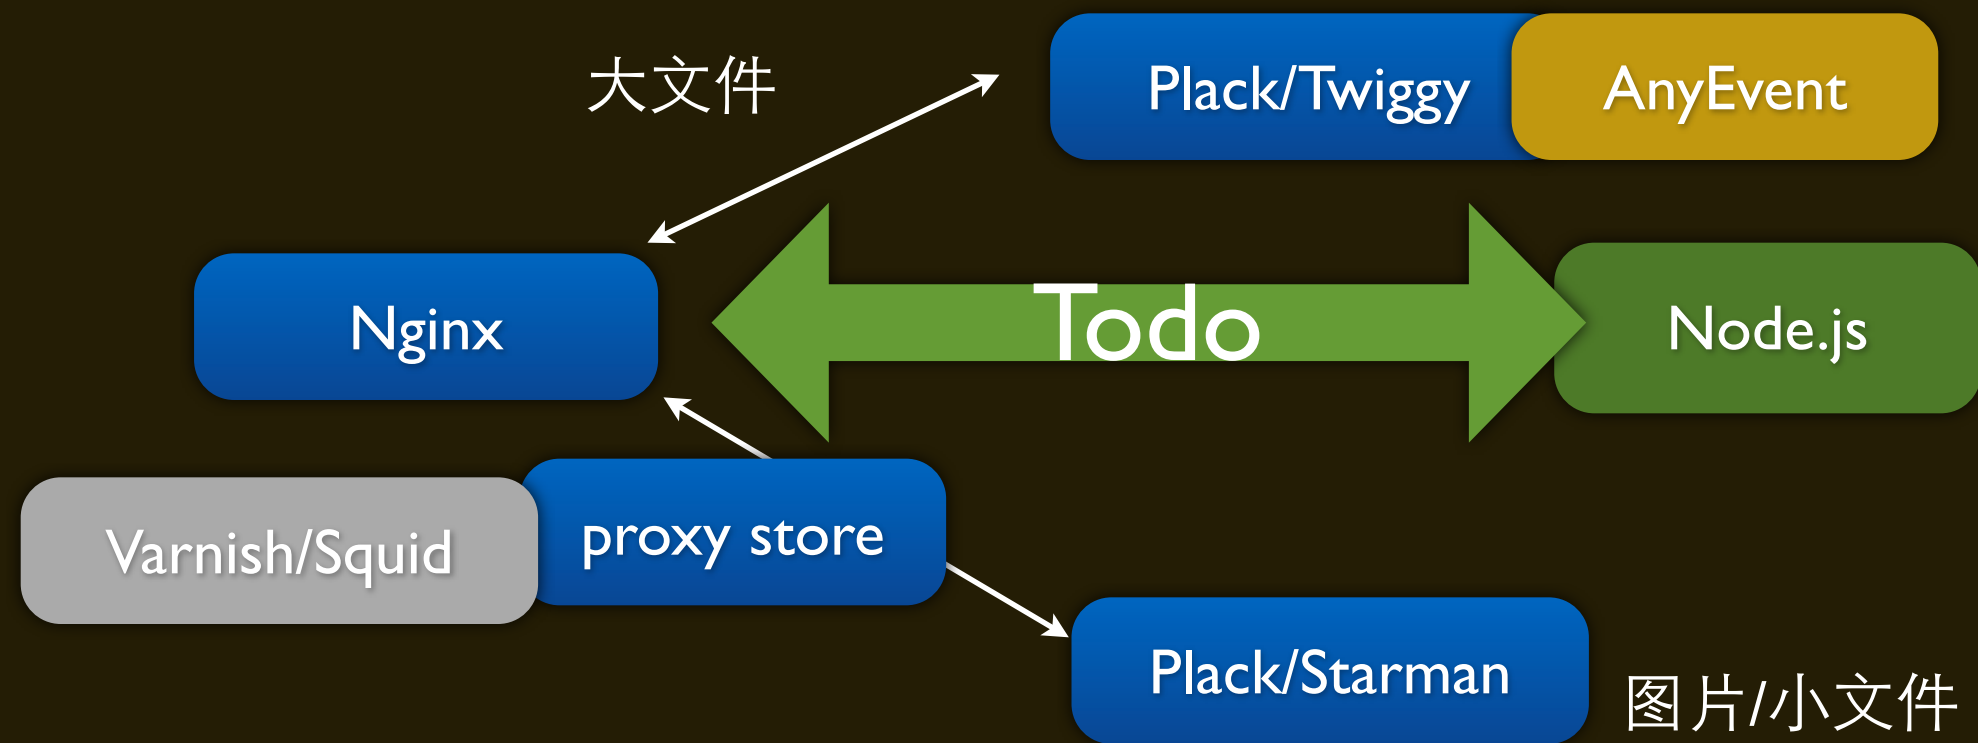 大文件
Plack/Twiggy
AnyEvent
Nginx
Todo
Node.js
Varnish/Squid
proxy store
Plack/Starman
图片/小文件